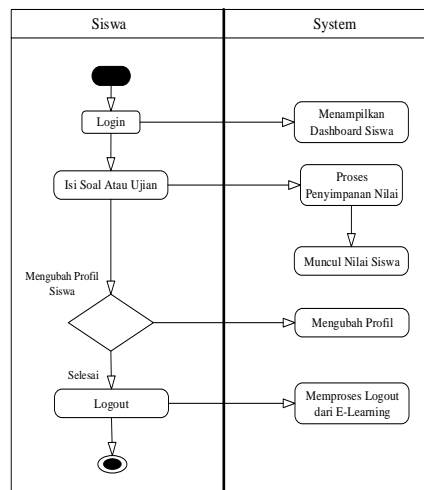 Siswa
System
Login
Menampilkan
Dashboard Siswa
Isi Soal Atau Ujian
Proses
Penyimpanan Nilai
Muncul Nilai Siswa
Mengubah Profil
Siswa
Mengubah Profil
Selesai
Logout
Memproses Logout
dari E-Learning